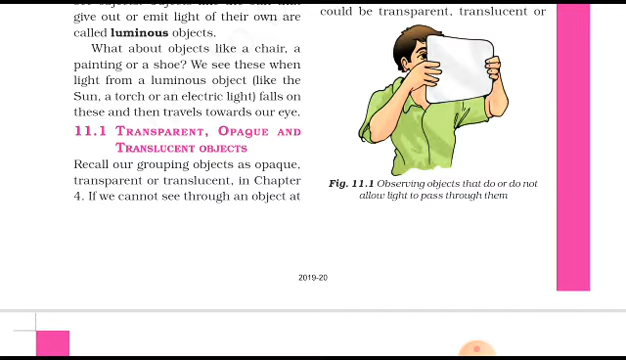 give out or emit light of their own are
called luminous objects.
What about objects like a chair, a
painting or a shoe? We see these when
light from a luminous object (like the
Sun, a torch or an electric light) falls on
these and then travels towards our eye.
11.1 TRANSPARENT, OPAQUE AND
TRANSLUCENT OBJECTS
Recall our grouping objects as opaque,
transparent or translucent, in Chapter
4. If we cannot see through an object at
could be transparent, translucent or
Fig. 11.1 Observing objects that do or do not
allow light to pass through them
2019-20